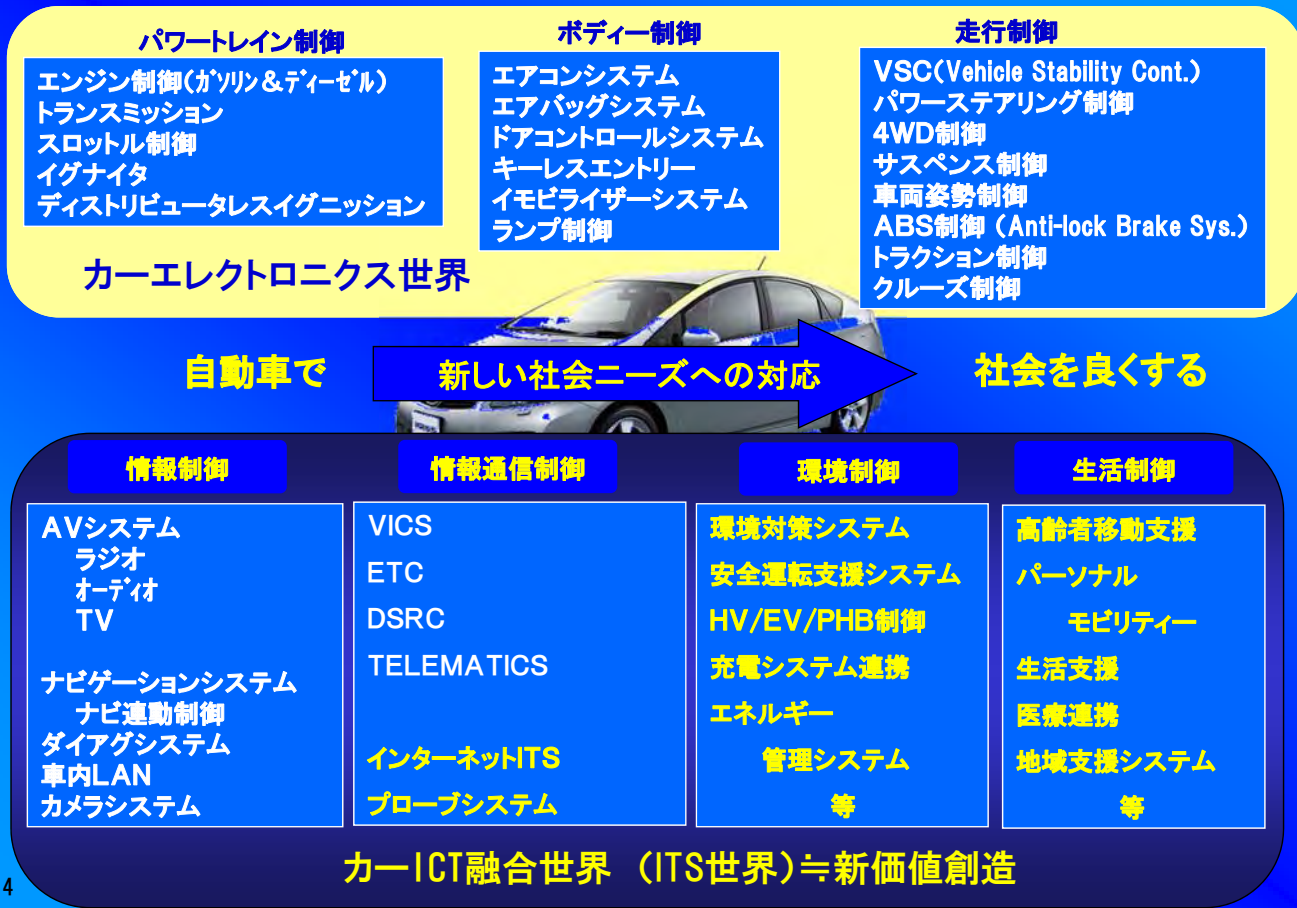 パワートレイン制御
エンジン制御(ｶﾞｿﾘﾝ＆ﾃﾞｨｰｾﾞﾙ)
トランスミッション
スロットル制御
イグナイタ
ディストリビュータレスイグニッション
ボディー制御
エアコンシステム
エアバッグシステム
ドアコントロールシステム
キーレスエントリー
イモビライザーシステム
ランプ制御
走行制御
VSC(Vehicle Stability Cont.)
パワーステアリング制御
4WD制御
サスペンス制御
車両姿勢制御
ABS制御 (Anti-lock Brake Sys.)
トラクション制御
クルーズ制御
カーエレクトロニクス世界
自動車で
新しい社会ニーズへの対応
社会を良くする
情報制御
AVシステム
ラジオ
ｵｰﾃﾞｨｵ
TV
ナビゲーションシステム
ナビ連動制御
ダイアグシステム
車内LAN
カメラシステム
情報通信制御
VICS
ETC
DSRC
TELEMATICS
インターネットITS
プローブシステム
環境制御
環境対策システム
安全運転支援システム
HV/EV/PHB制御
充電システム連携
エネルギー
管理システム
等
生活制御
高齢者移動支援
パーソナル
モビリティー
生活支援
医療連携
地域支援システム
等
カーICT融合世界 (ITS世界)≒新価値創造
4